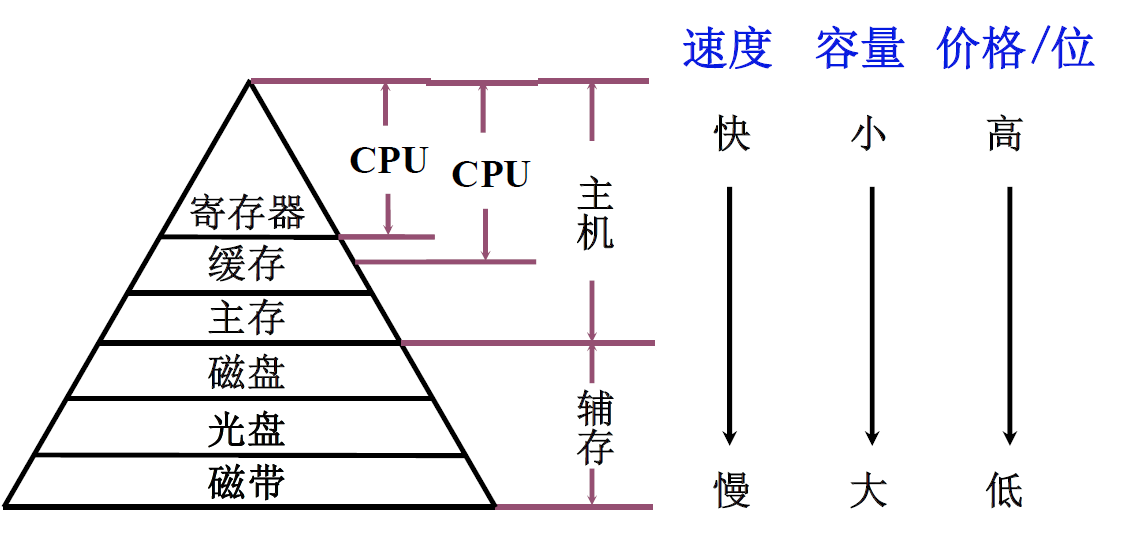 速度 容量 价格/位
快 小 高
CPU
CPU
主机
寄存器
缓存
主存
磁盘
光盘
磁带
辅存
慢 大 低